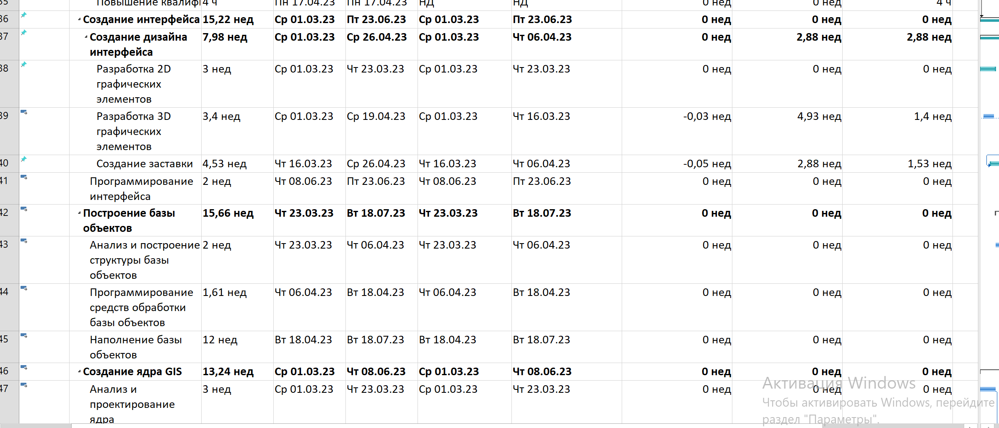 35 Повышение квалифі 4 ч Пн 17.04.23 Пн 17.04.23 НД НД 0 нед 0 нед 4 ч
36 Создание интерфейса 15,22 нед Ср 01.03.23 Пт 23.06.23 Ср 01.03.23 Пт 23.06.23 0 нед 0 нед 0 нед
37 Создание дизайна 7,98 нед Ср 01.03.23 Ср 26.04.23 Ср 01.03.23 Чт 06.04.23 0 нед 2,88 нед 2,88 нед
интерфейса
38 Разработка 2D 3 нед Ср 01.03.23 Чт 23.03.23 Ср 01.03.23 Чт 23.03.23 0 нед 0 нед 0 нед
графических
элементов
39 Разработка 3D 3,4 нед Ср 01.03.23 Ср 19.04.23 Ср 01.03.23 Чт 16.03.23 -0,03 нед 4,93 нед 1,4 нед
графических
элементов
40 Создание заставки 4,53 нед Чт 16.03.23 Ср 26.04.23 Чт 16.03.23 Чт 06.04.23 -0,05 нед 2,88 нед 1,53 нед
41 Программирование 2 нед Чт 08.06.23 Пт 23.06.23 Чт 08.06.23 Пт 23.06.23 0 нед 0 нед 0 нед
интерфейса
42 Построение базы 15,66 нед Чт 23.03.23 Вт 18.07.23 Чт 23.03.23 Вт 18.07.23 0 нед 0 нед 0 нед
объектов
43 Анализ и построение 2 нед Чт 23.03.23 Чт 06.04.23 Чт 23.03.23 Чт 06.04.23 0 нед 0 нед 0 нед
структуры базы
объектов
44 Программирование 1,61 нед Чт 06.04.23 Вт 18.04.23 Чт 06.04.23 Вт 18.04.23 0 нед 0 нед 0 нед
средств обработки
базы объектов
45 Наполнение базы 12 нед Вт 18.04.23 Вт 18.07.23 Вт 18.04.23 Вт 18.07.23 0 нед 0 нед 0 нед
объектов
46 Создание ядра GIS 13,24 нед Ср 01.03.23 Чт 08.06.23 Ср 01.03.23 Чт 08.06.23 0 нед 0 нед 0 нед
47 Анализ и 3 нед Ср 01.03.23 Чт 23.03.23 Ср 01.03.23 Чт 23.03.23 0 нед 0 нед 0 нед
проектирование
ядра
Активация Windows
Чтобы активировать Windows, перейдите
раздел "Параметры".